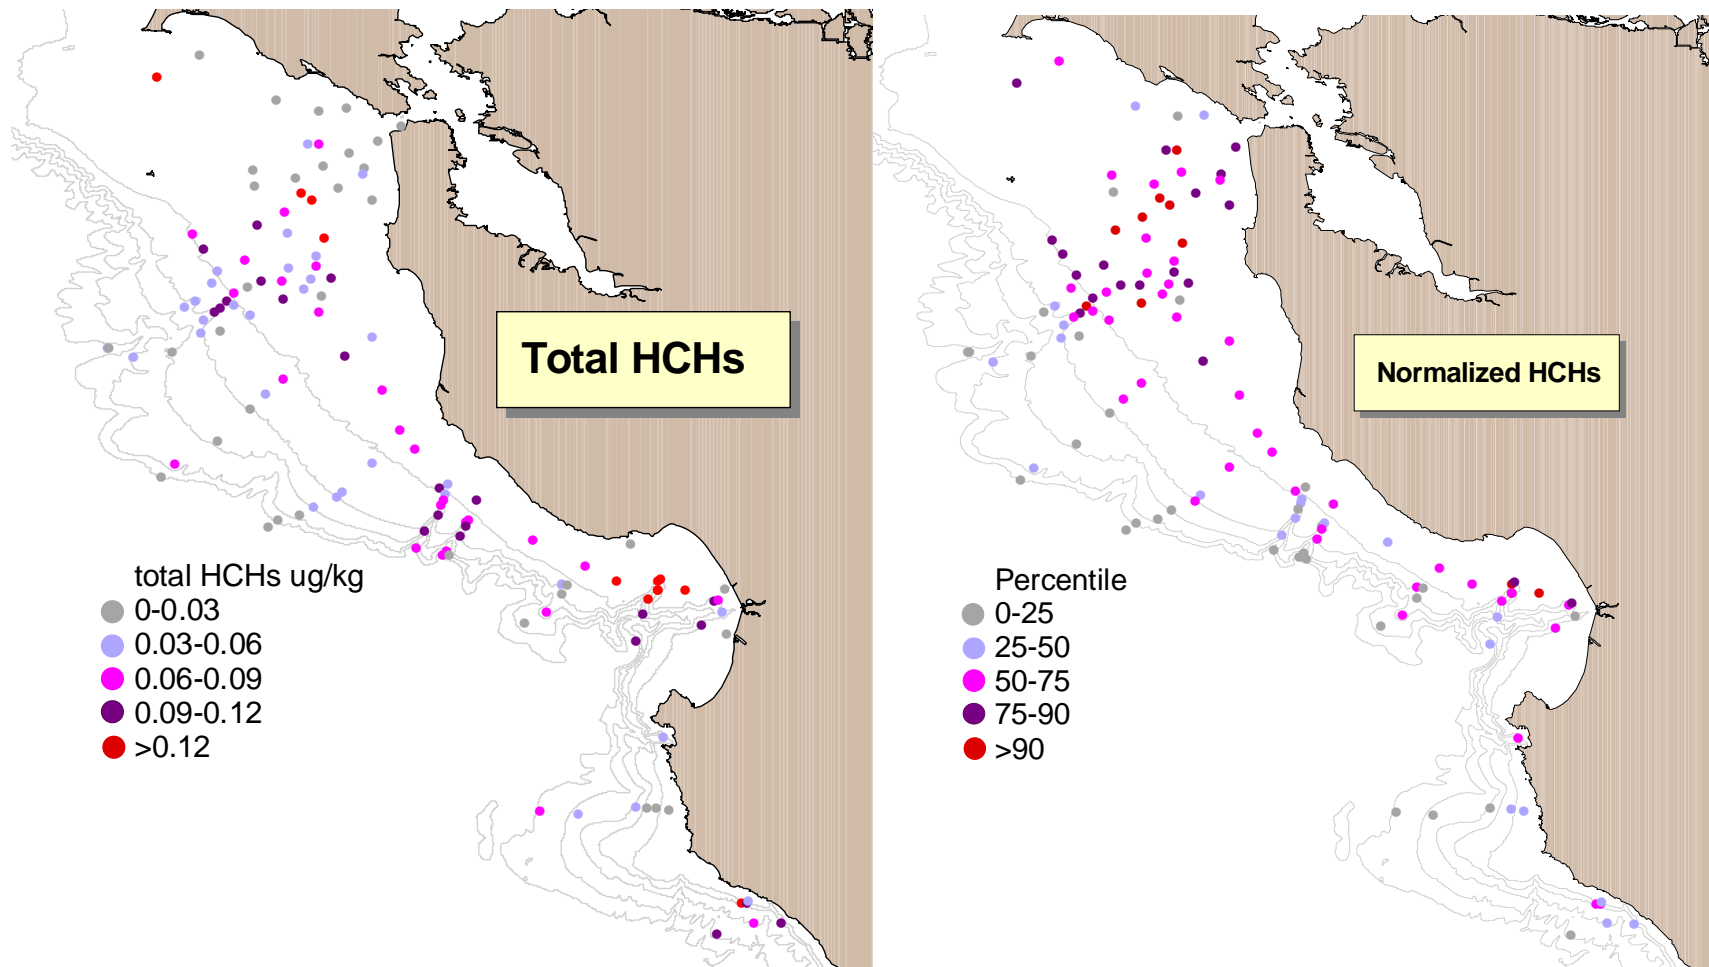 Total HCHs
total HCHs ug/kg
0-0.03
0.03-0.06
0.06-0.09
0.09-0.12
>0.12
Normalized HCHs
Percentile
0-25
25-50
50-75
75-90
>90